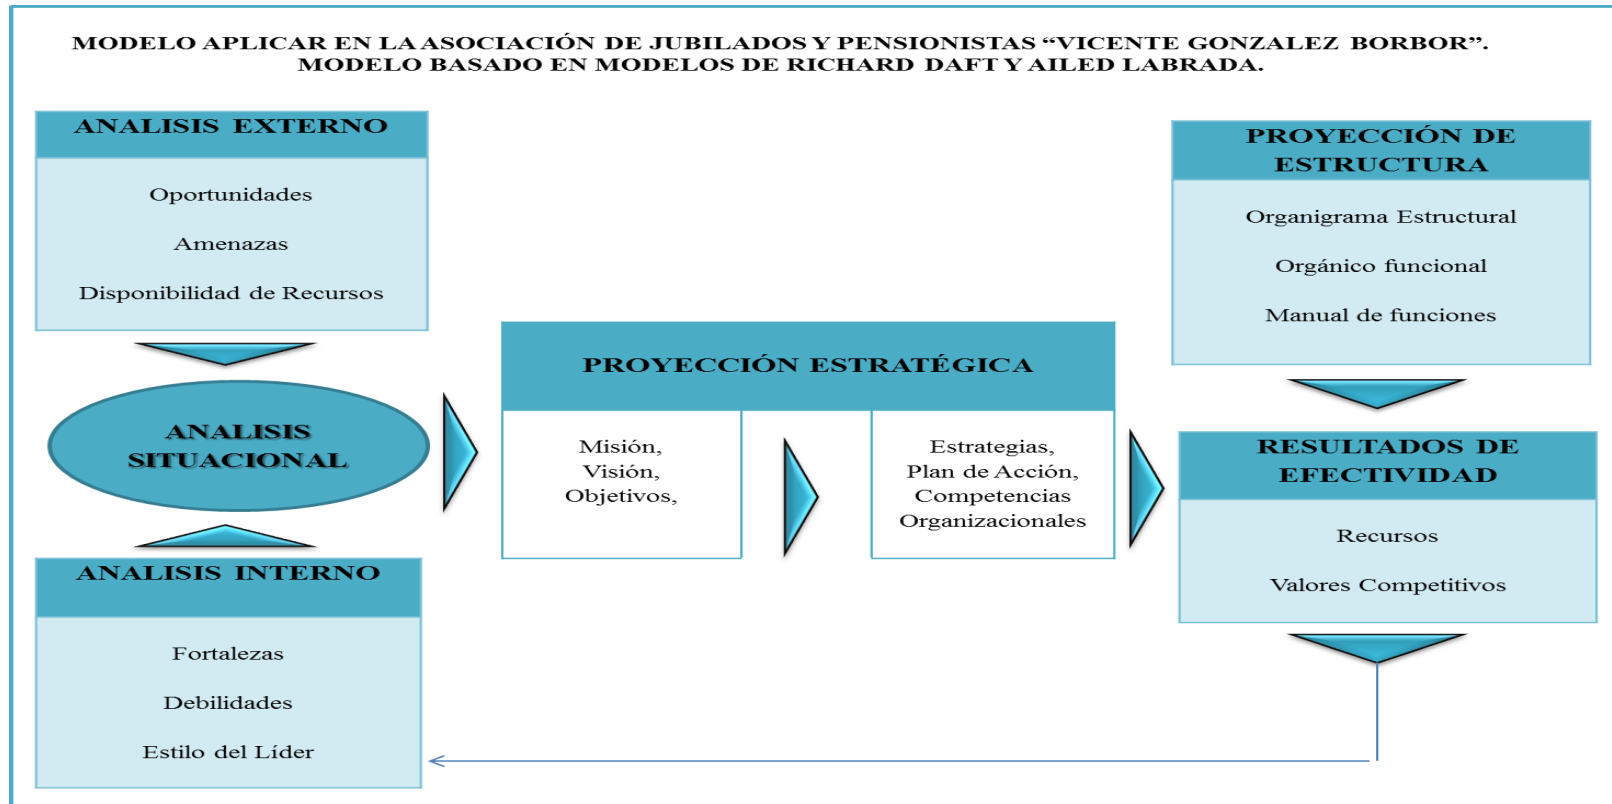 MODELO APLICAR EN LA ASOCIACIÓN DE JUBILADOS Y PENSIONISTAS “VICENTE GONZALEZ BORBOR”.
MODELO BASADO EN MODELOS DE RICHARD DAFT Y AILED LABRADA.
ANALISIS EXTERNO
Oportunidades
Amenazas
Disponibilidad de Recursos
ANALISIS
SITUACIONAL
ANALISIS INTERNO
Fortalezas
Debilidades
Estilo del Líder
PROYECCIÓN ESTRATÉGICA
Misión,
Visión,
Objetivos,
Estrategias,
Plan de Acción,
Competencias
Organizacionales
PROYECCIÓN DE
ESTRUCTURA
Organigrama Estructural
Orgánico funcional
Manual de funciones
RESULTADOS DE
EFECTIVIDAD
Recursos
Valores Competitivos